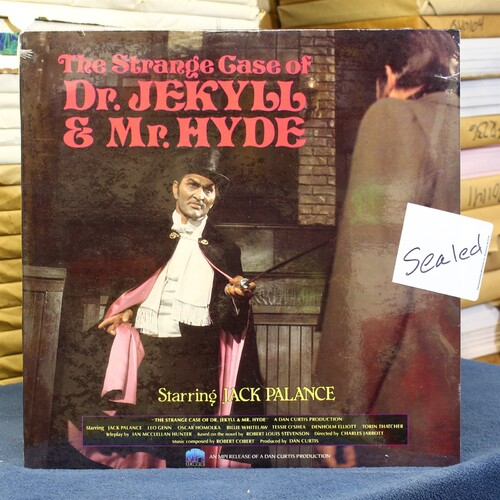 The Strange Case of
Dr. JEKYLL
& Mr. HYDE
Sealed
Starring JACK PALANCE
"THE STRANGE CASE OF DR. JEKYLL & MR. HYDE" A DAN CURTIS PRODUCTION
Starring JACK PALANCE LEO GENN OSCAR HOMOLKA BILLIE WHITELAW TESSIE O'SHEA DENHOLM ELLIOTT TORIN THATCHER
Teleplay by IAN MCCLELLAN HUNTER Based on the novel by ROBERT LOUIS STEVENSON Directed by CHARLES JARROTT
Music composed by ROBERT COBERT Produced by DAN CURTIS
AN MPI RELEASE OF A DAN CURTIS PRODUCTION